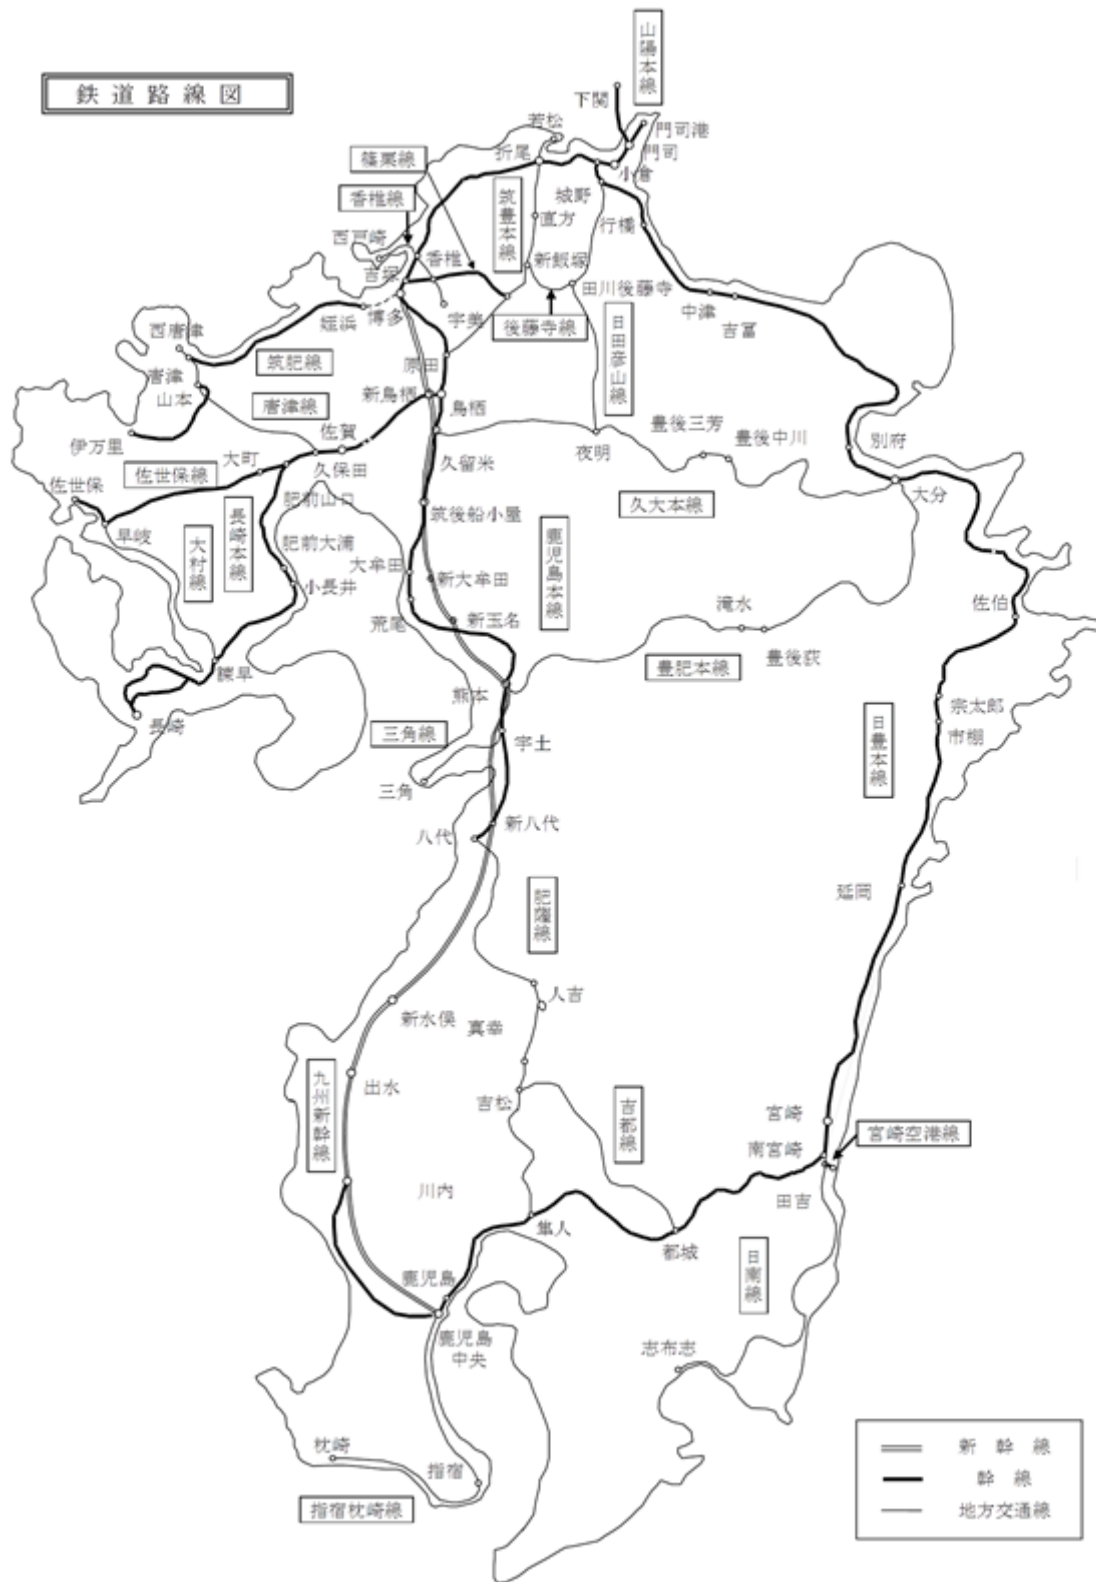 鉄道路線図
山陽本線
下関
門司港
若松
門司
折尾
小倉
篠栗線
筑豊本線
城野
香椎線
直方
行橋
西戸崎
香椎
新飯塚
吉塚
田川後藤寺
姪浜
博多
宇美
後藤寺線
中津
吉冨
日田彦山線
西唐津
筑肥線
原田
唐津
山本
新鳥栖
唐津線
鳥栖
伊万里
佐賀
豊後三芳
豊後中川
別府
大町
夜明
佐世保線
久保田
久留米
佐世保
大分
肥前山口
久大本線
早岐
長崎本線
筑後船小屋
大村線
肥前大浦
鹿児島本線
大牟田
新大牟田
小長井
滝水
佐伯
荒尾
新玉名
豊後荻
諫早
豊肥本線
熊本
宗太郎
長崎
三角線
宇土
日豊本線
市棚
三角
八代
新八代
肥薩線
延岡
人吉
新水俣
真幸
出水
九州新幹線
吉松
吉都線
宮崎
宮崎空港線
南宮崎
川内
田吉
隼人
都城
日南線
鹿児島
鹿児島
中央
志布志
枕崎
指宿
指宿枕崎線
新幹線
幹線
地方交通線